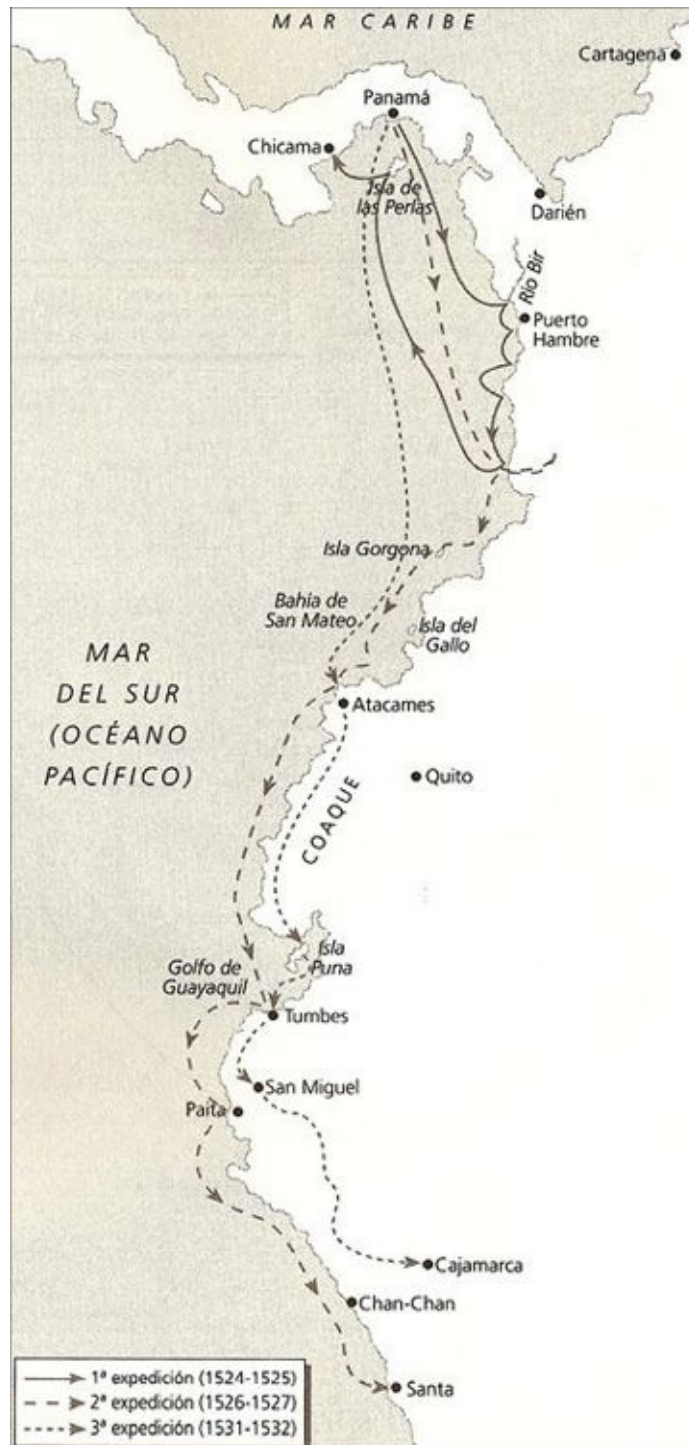 MAR CARIBE
Cartagena
Panamá
Chicama
Isla de
las Perlas
Darién
Río Bir
Puerto
Hambre
Isla Gorgona
Bahía de
San Mateo
Isla del
Gallo
MAR
DEL SUR
(OCÉANO
PACÍFICO)
Atacames
Quito
COAQUE
Isla
Puna
Golfo de
Guayaquil
Tumbes
San Miguel
Paita
Cajamarca
Chan-Chan
Santa
1ª expedición (1524-1525)
2ª expedición (1526-1527)
3ª expedición (1531-1532)